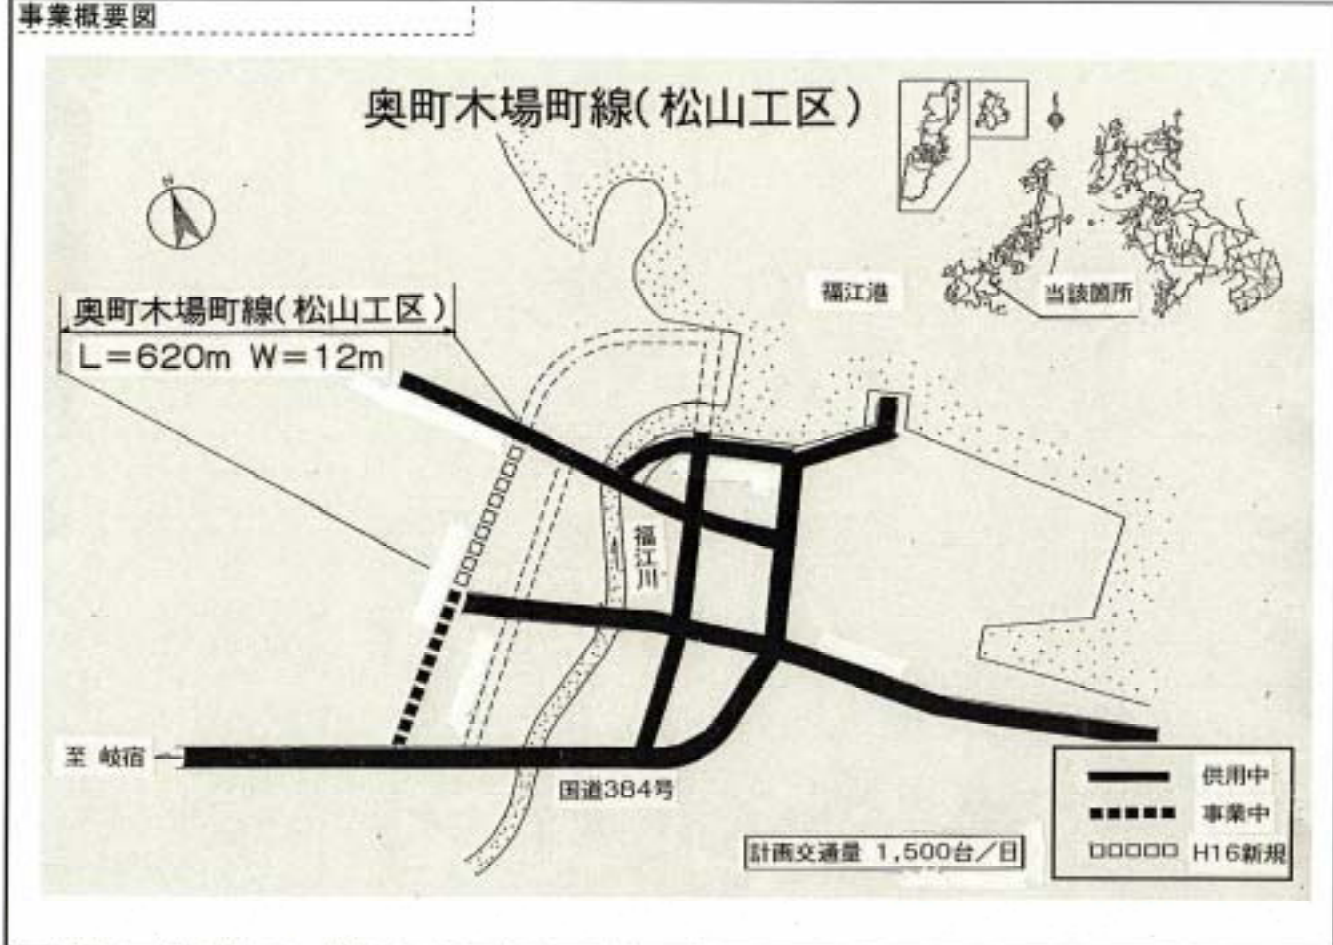 事業概要図
奥町木場町線(松山工区)
N
福江港
当該箇所
奥町木場町線(松山工区)
L=620m W=12m
福江川
至 岐宿
国道384号
計画交通量 1,500台/日
供用中
事業中
H16新規